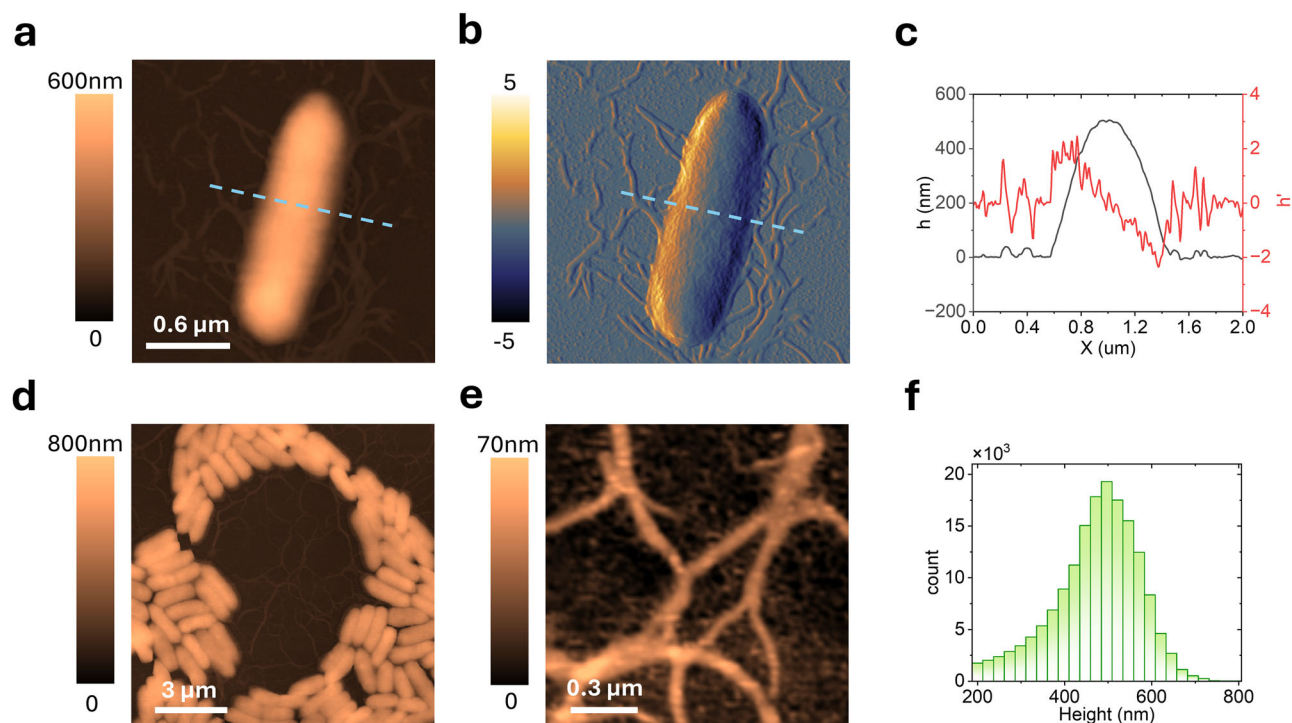 a
600nm
0
0.6 µm
b
5
-5
c
600
400
200
0
−200
h (nm)
4
2
0
−2
−4
h'
0.0 0.4 0.8 1.2 1.6 2.0
X (um)
d
800nm
0
3 µm
e
70nm
0
0.3 µm
f
×10³
20
15
10
5
0
count
200 400 600 800
Height (nm)